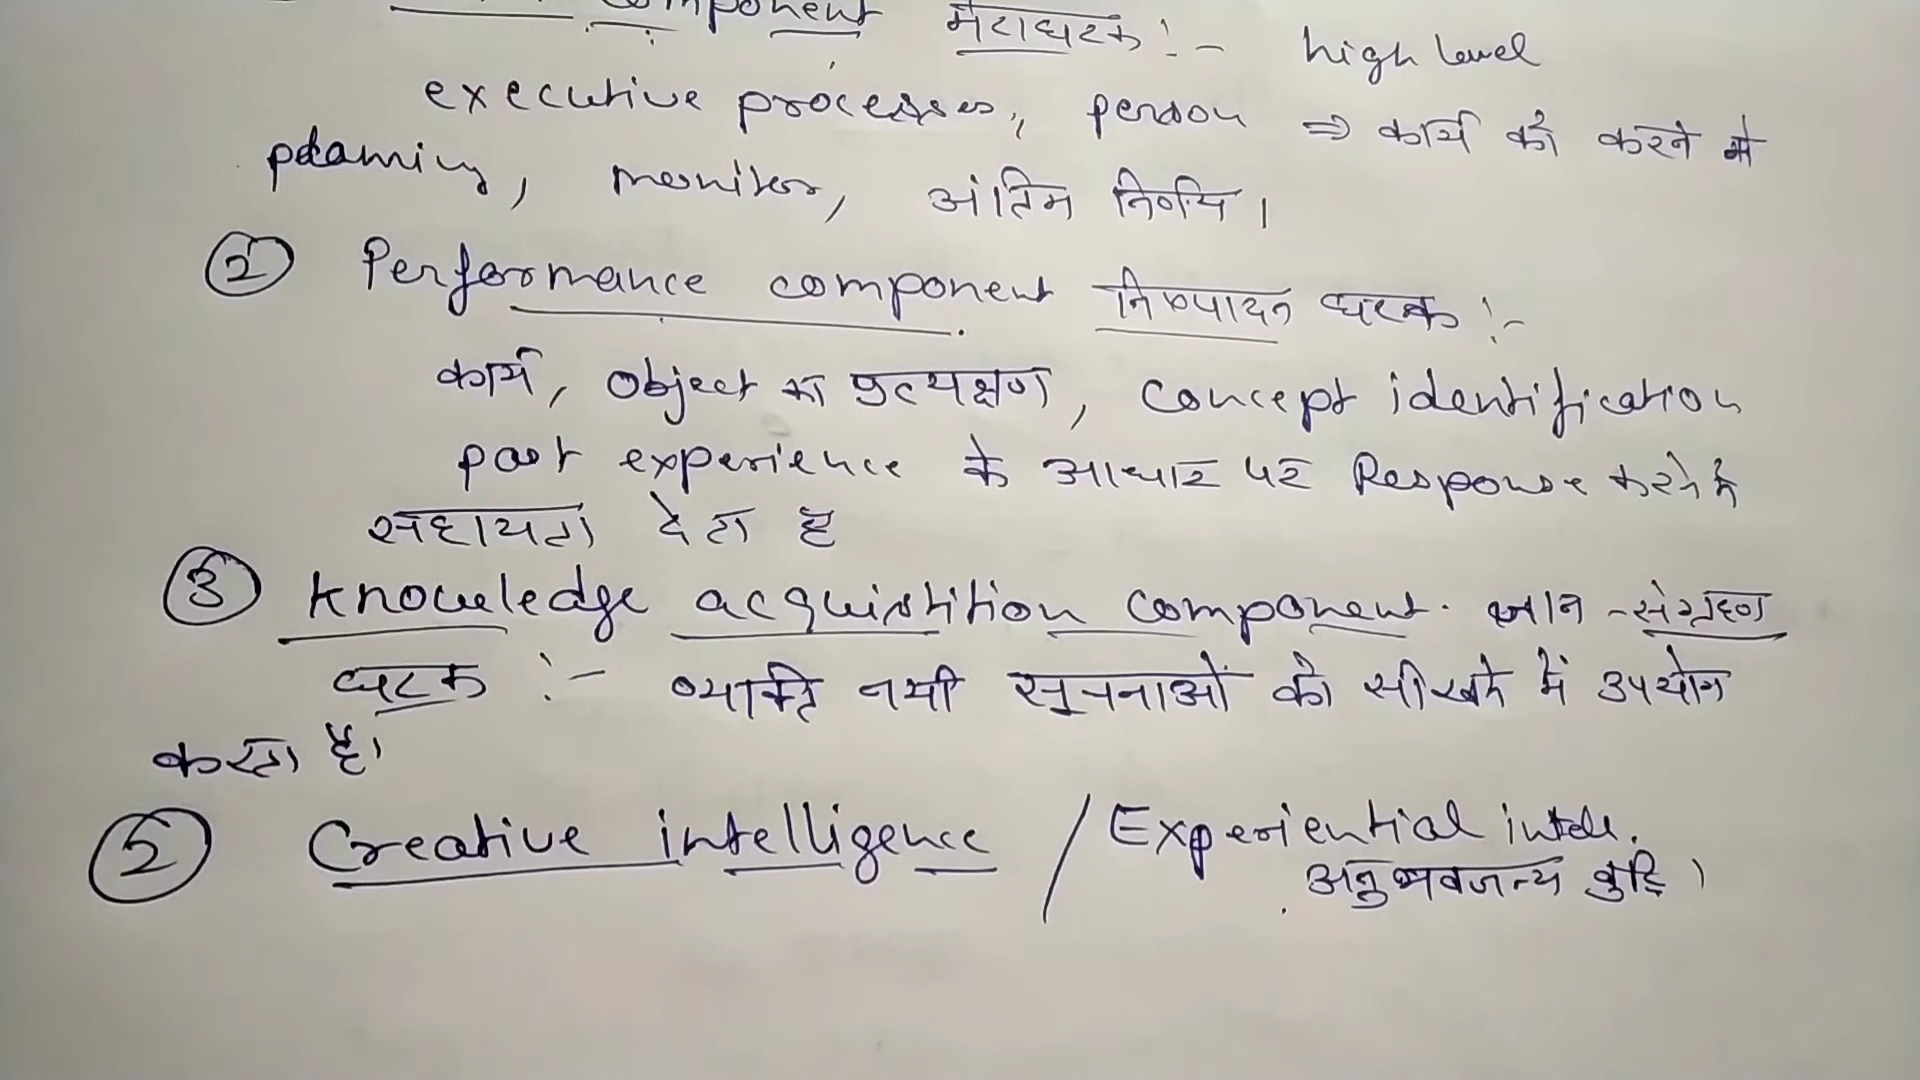 component मेटाघटक :- high level
executive processes, person ⇒ कार्य को करने में
planning, monitor, अंतिम निर्णय।
② Performance component निष्पादन घटक :-
कार्य, object का प्रत्यक्षण, concept identification
past experience के आधार पर Response करने में
सहायता देता है
③ Knowledge acquistition component. ज्ञान-संग्रहण
घटक :- व्यक्ति नयी सूचनाओं को सीखने में उपयोग
करता है।
② Creative intelligence / Experiential intell.
अनुभवजन्य बुद्धि।